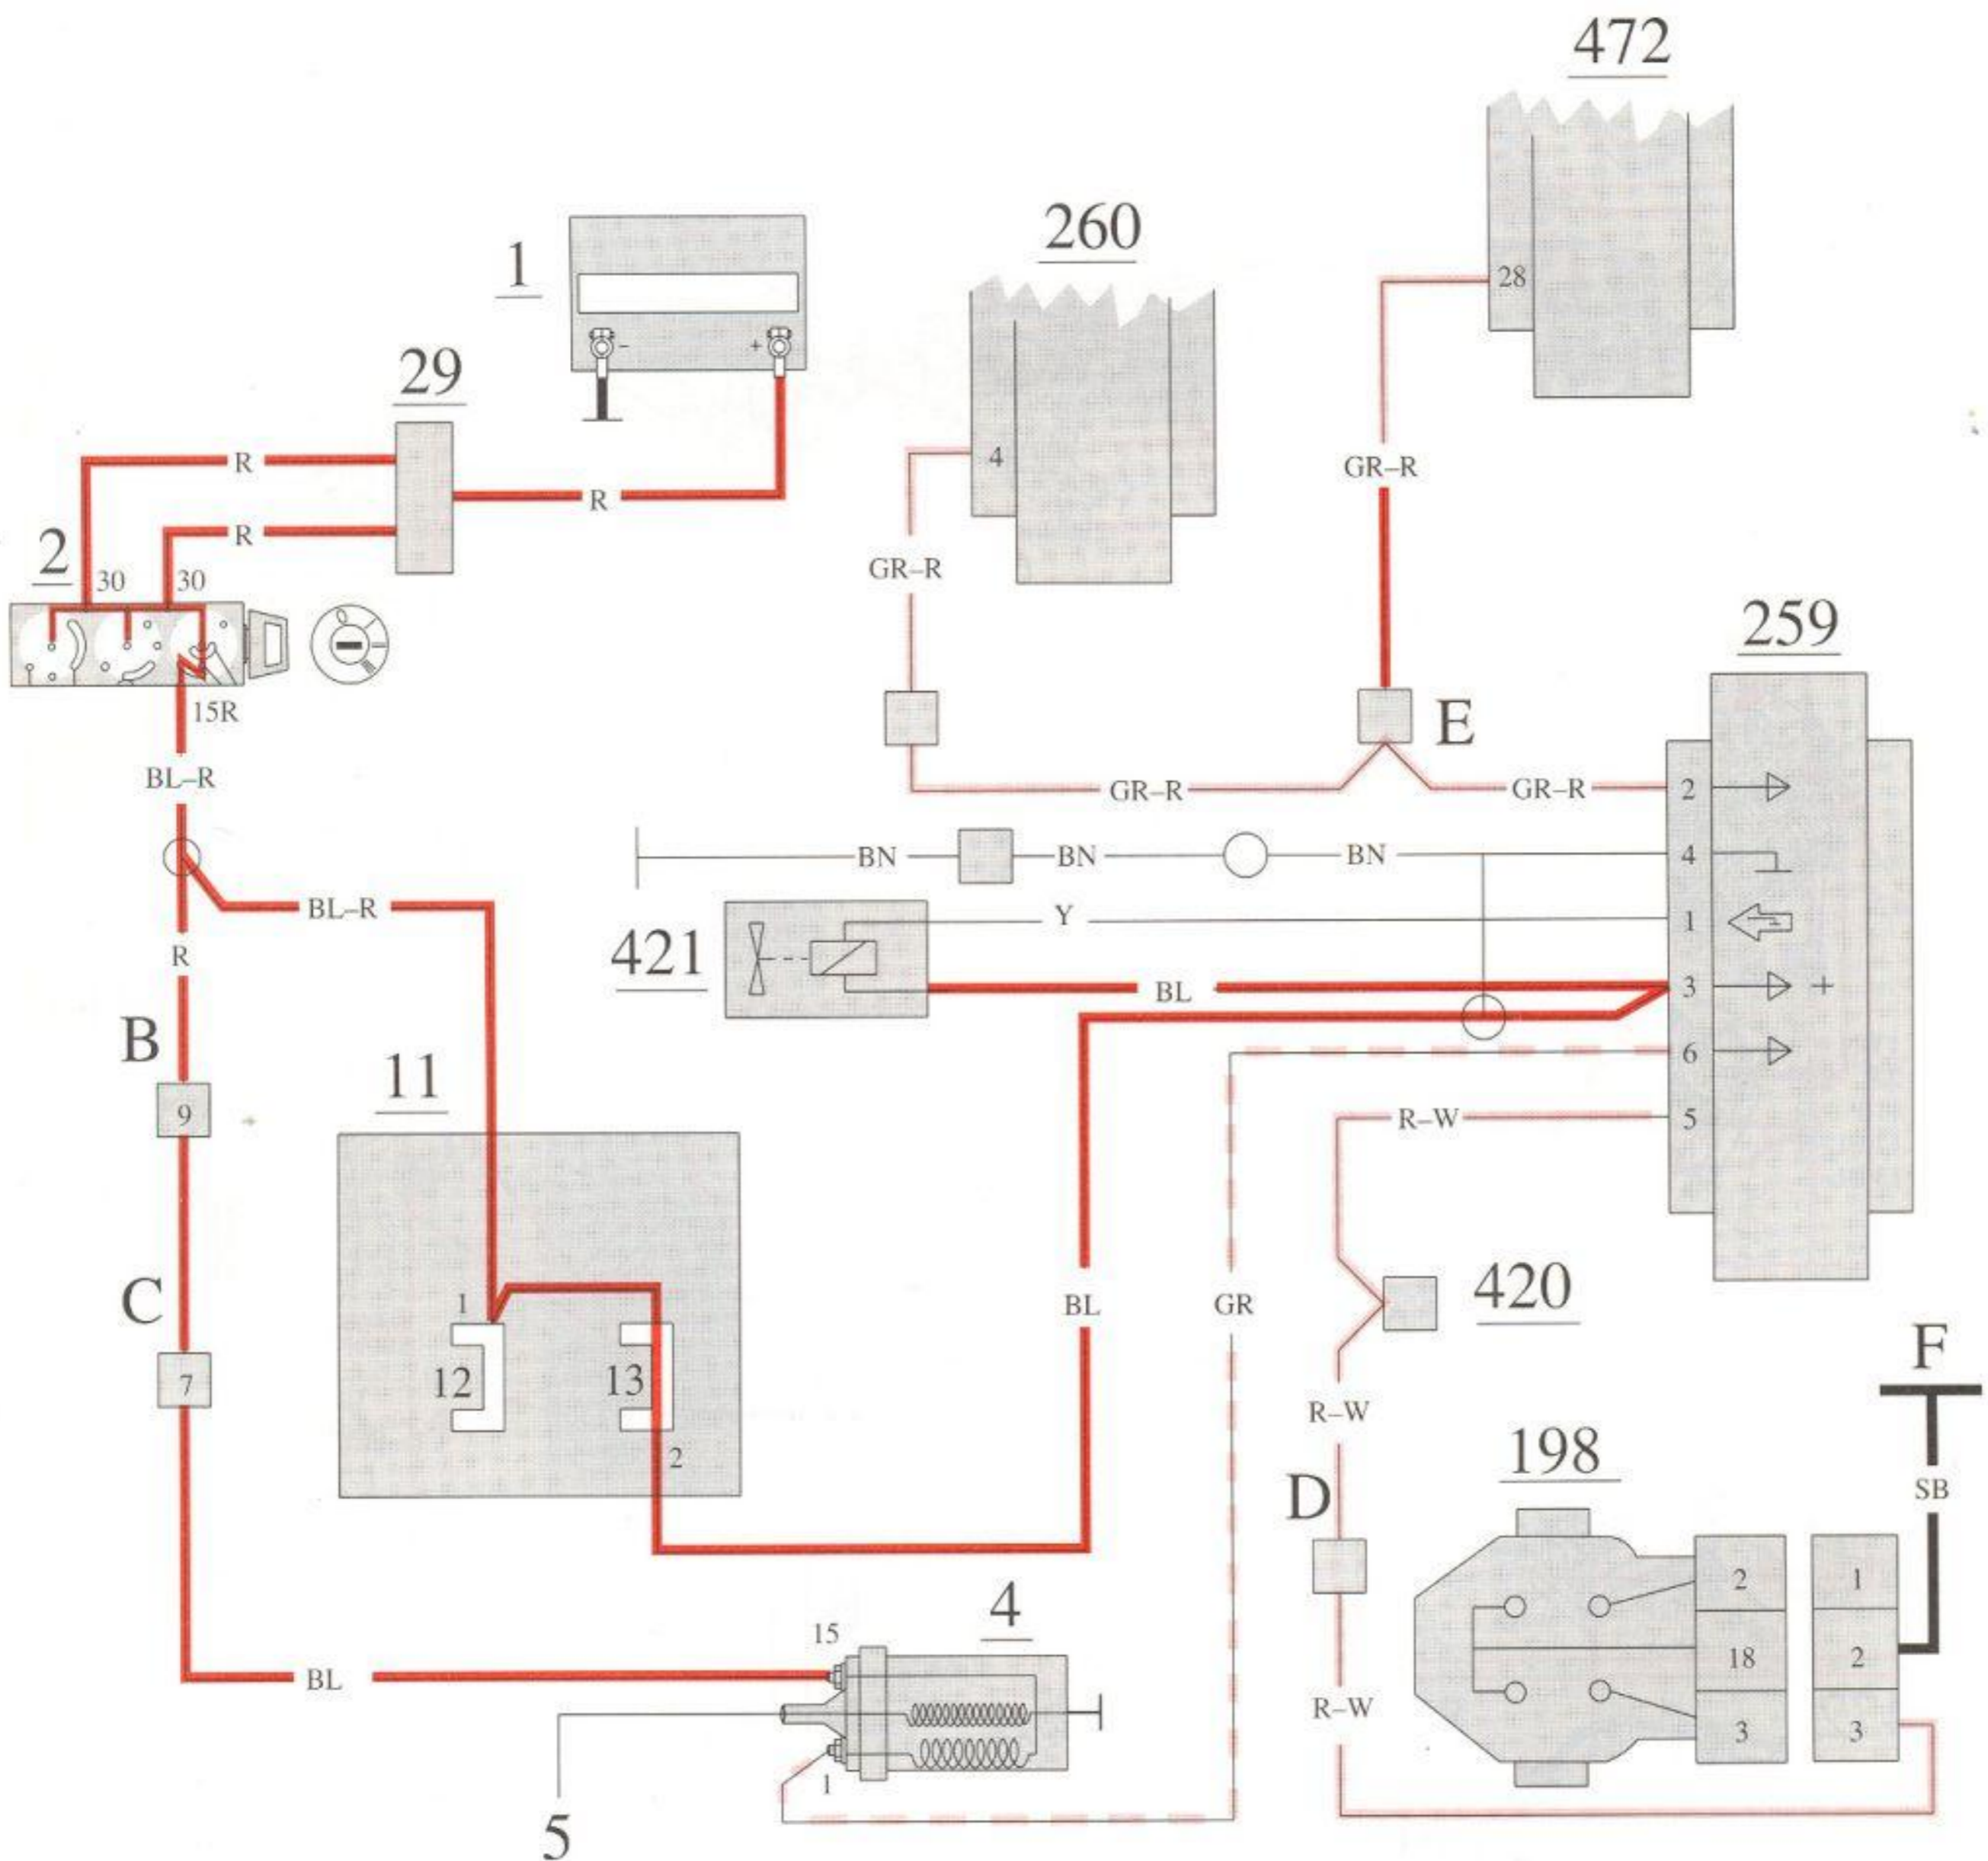 472
260
1
28
29
– +
4
R
GR–R
R
R
2
30 30
GR–R
259
15R
E
BL–R
GR–R GR–R 2
BN BN BN 4
BL–R
Y 1
R
421
BL 3 +
B
6
11
9
R–W 5
C
420
1
BL GR
7
12 13
F
R–W
2
198
SB
D
4
2 1
15
18 2
BL
R–W
3 3
1
5